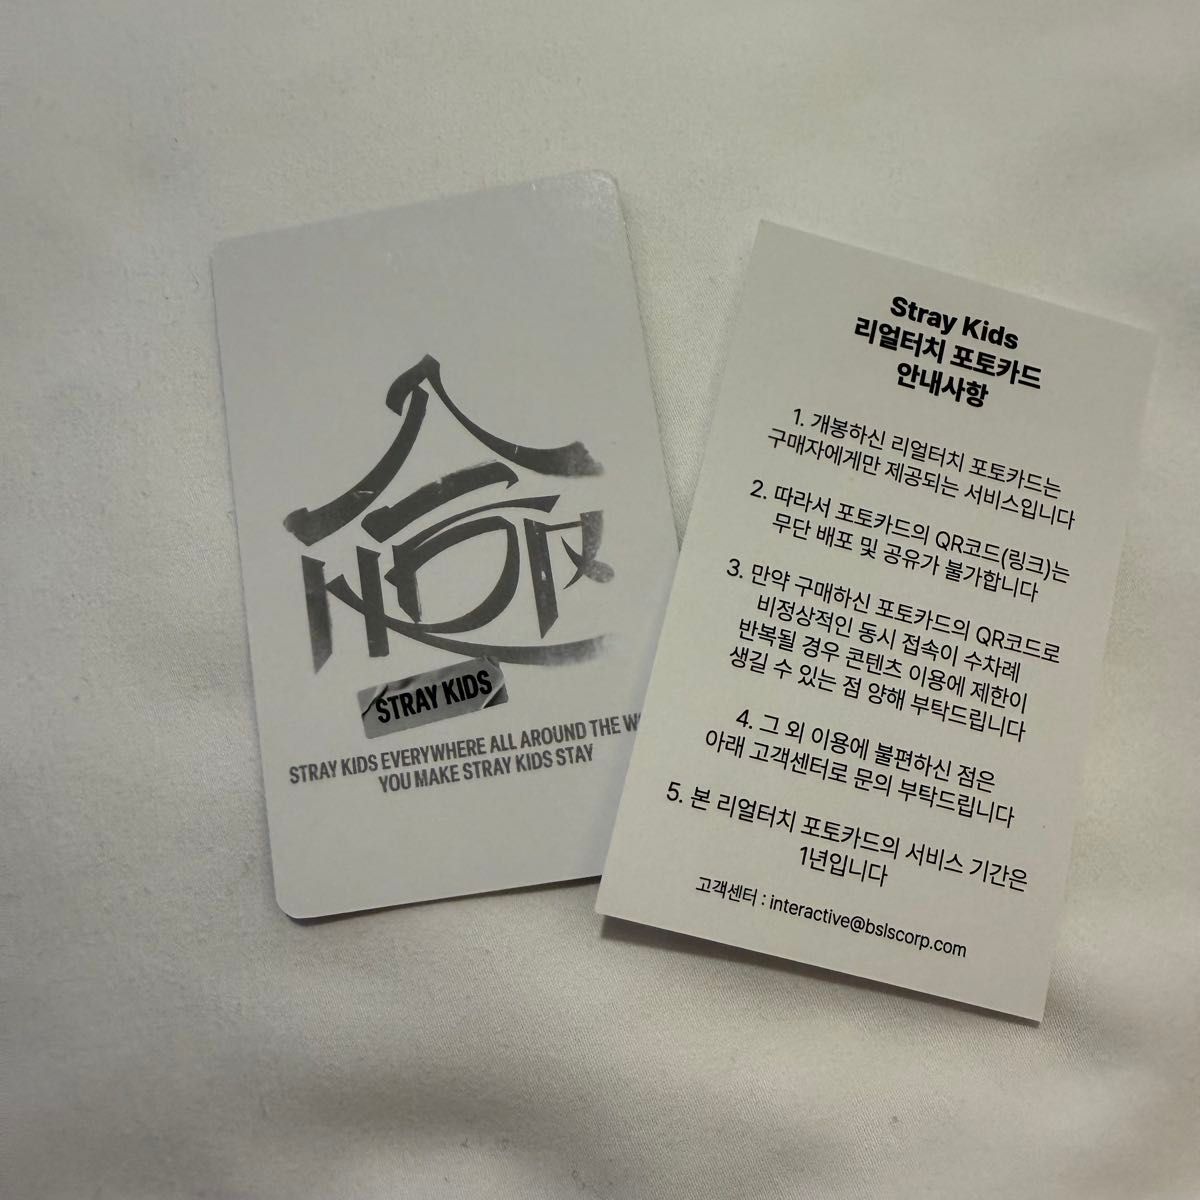 STRAY KIDS
STRAY KIDS EVERYWHERE ALL AROUND THE
YOU MAKE STRAY KIDS STAY
Stray Kids
리얼터치 포토카드
안내사항
1. 개봉하신 리얼터치 포토카드는
구매자에게만 제공되는 서비스입니다
2. 따라서 포토카드의 QR코드(링크)는
무단 배포 및 공유가 불가합니다
3. 만약 구매하신 포토카드의 QR코드로
비정상적인 동시 접속이 수차례
반복될 경우 콘텐츠 이용에 제한이
생길 수 있는 점 양해 부탁드립니다
4. 그 외 이용에 불편하신 점은
아래 고객센터로 문의 부탁드립니다
5. 본 리얼터치 포토카드의 서비스 기간은
1년입니다
고객센터 : interactive@bslscorp.com